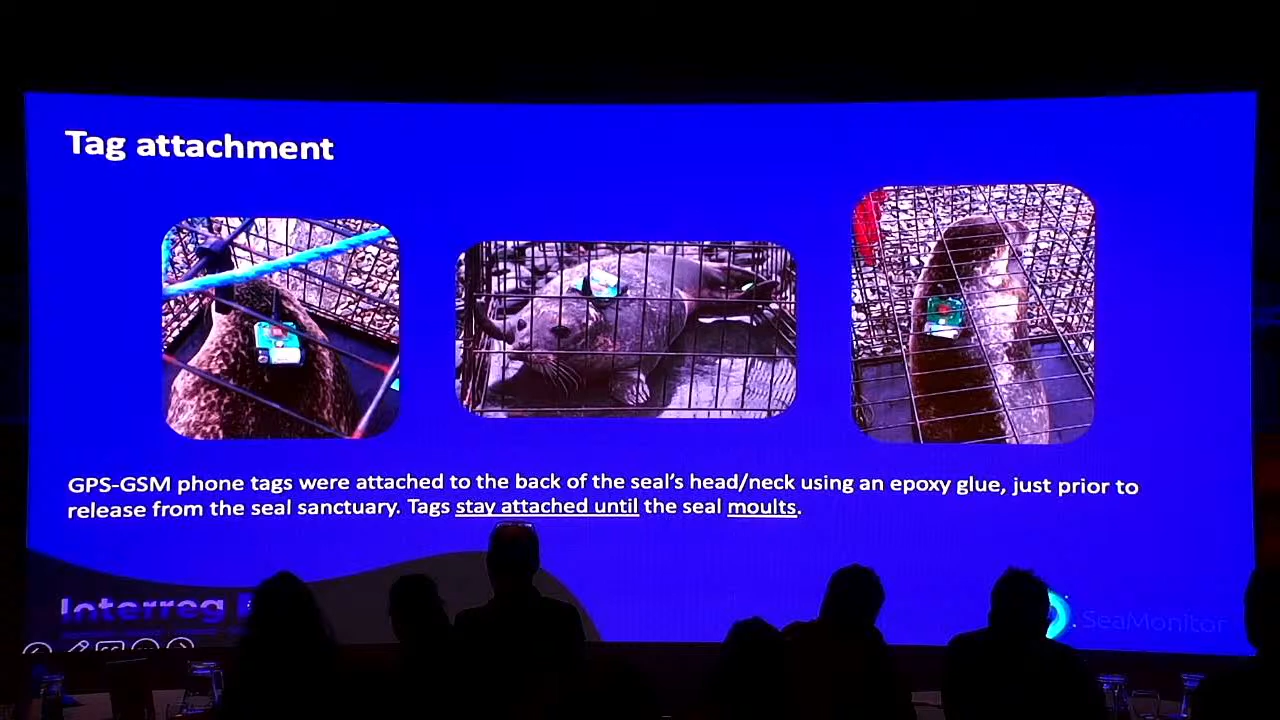 Tag attachment
GPS-GSM phone tags were attached to the back of the seal's head/neck using an epoxy glue, just prior to
release from the seal sanctuary. Tags stay attached until the seal moults.
Interreg
SeaMonitor